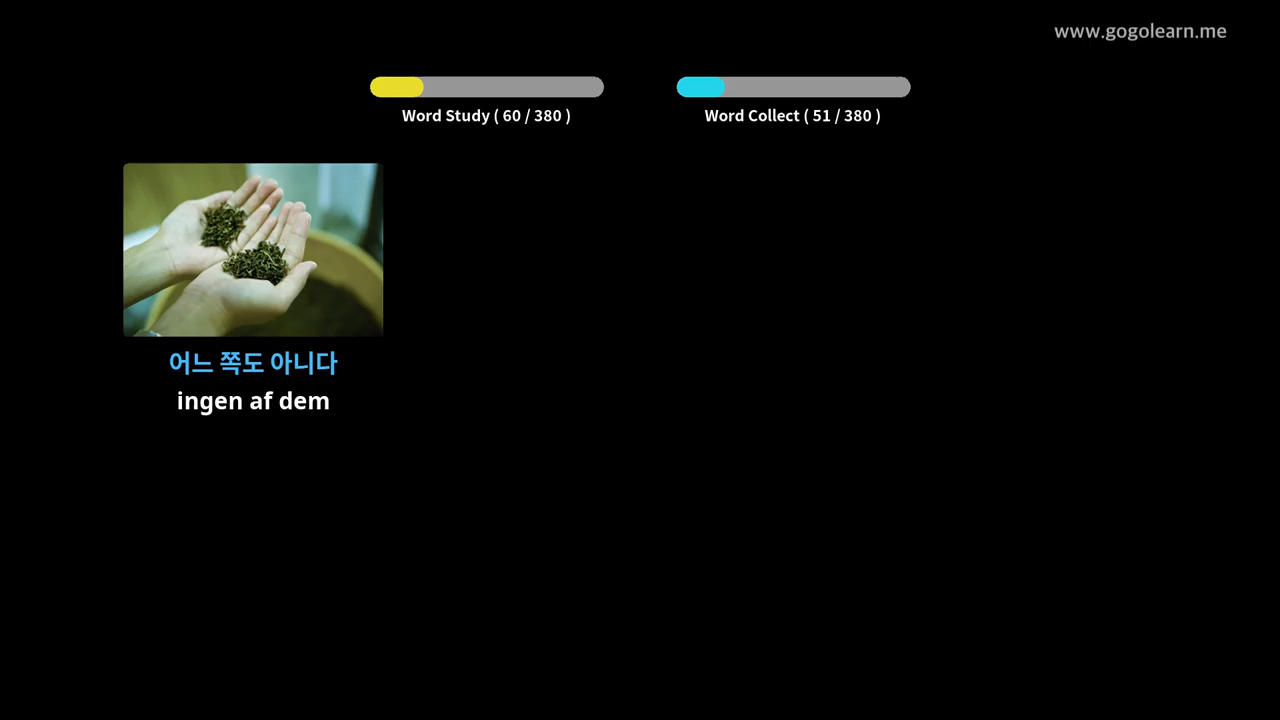 www.gogolearn.me
Word Study ( 60 / 380 )
Word Collect ( 51 / 380 )
어느 쪽도 아니다
ingen af dem